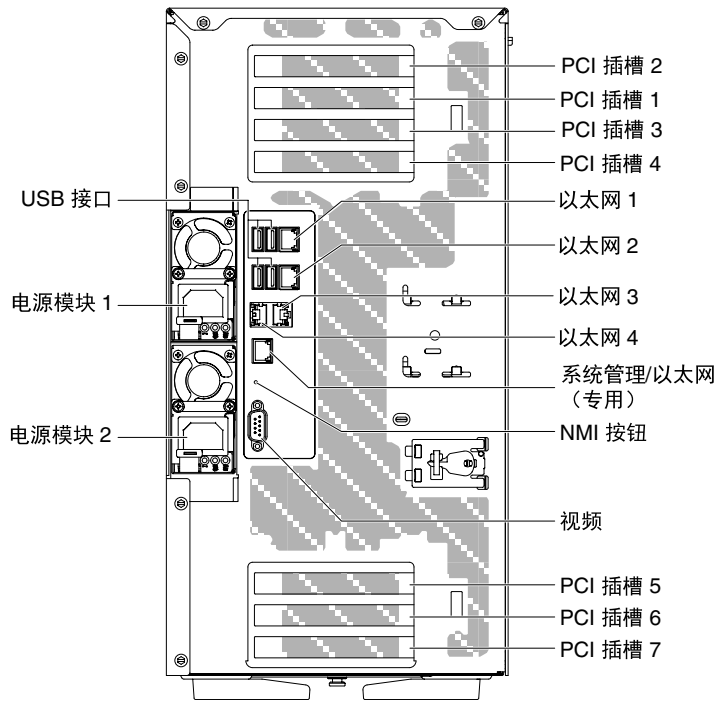 PCI 插槽 2
PCI 插槽 1
PCI 插槽 3
PCI 插槽 4
USB 接口
以太网 1
以太网 2
电源模块 1
以太网 3
以太网 4
系统管理/以太网
（专用）
电源模块 2
NMI 按钮
视频
PCI 插槽 5
PCI 插槽 6
PCI 插槽 7